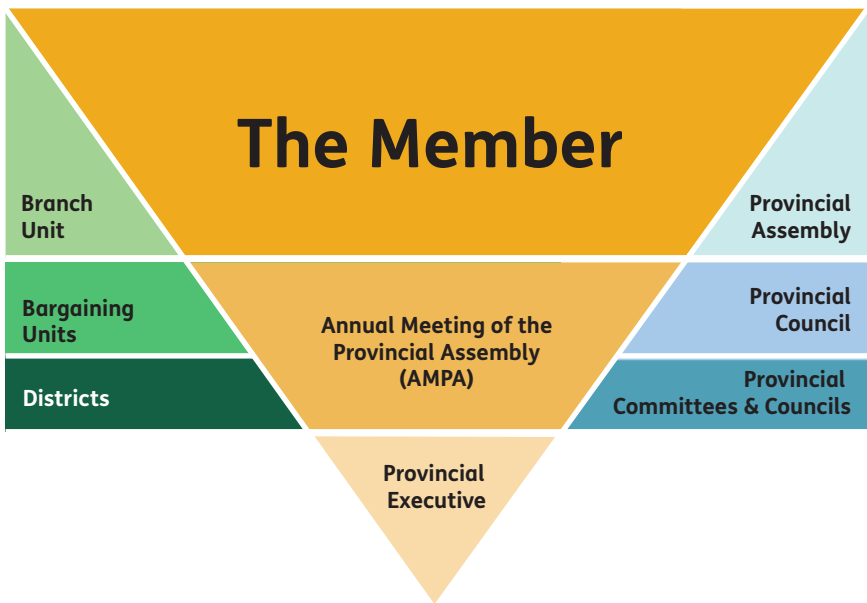 The Member
Branch
Unit
Provincial
Assembly
Bargaining
Units
Annual Meeting of the
Provincial Assembly
(AMPA)
Provincial
Council
Districts
Provincial
Committees & Councils
Provincial
Executive